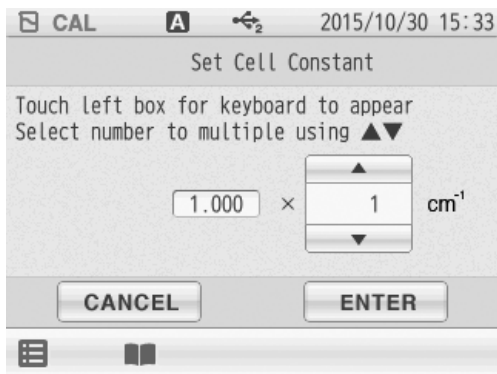 CAL A 2 2015/10/30 15:33
Set Cell Constant
Touch left box for keyboard to appear
Select number to multiple using ▲▼
1.000 × 1 cm⁻¹
CANCEL ENTER